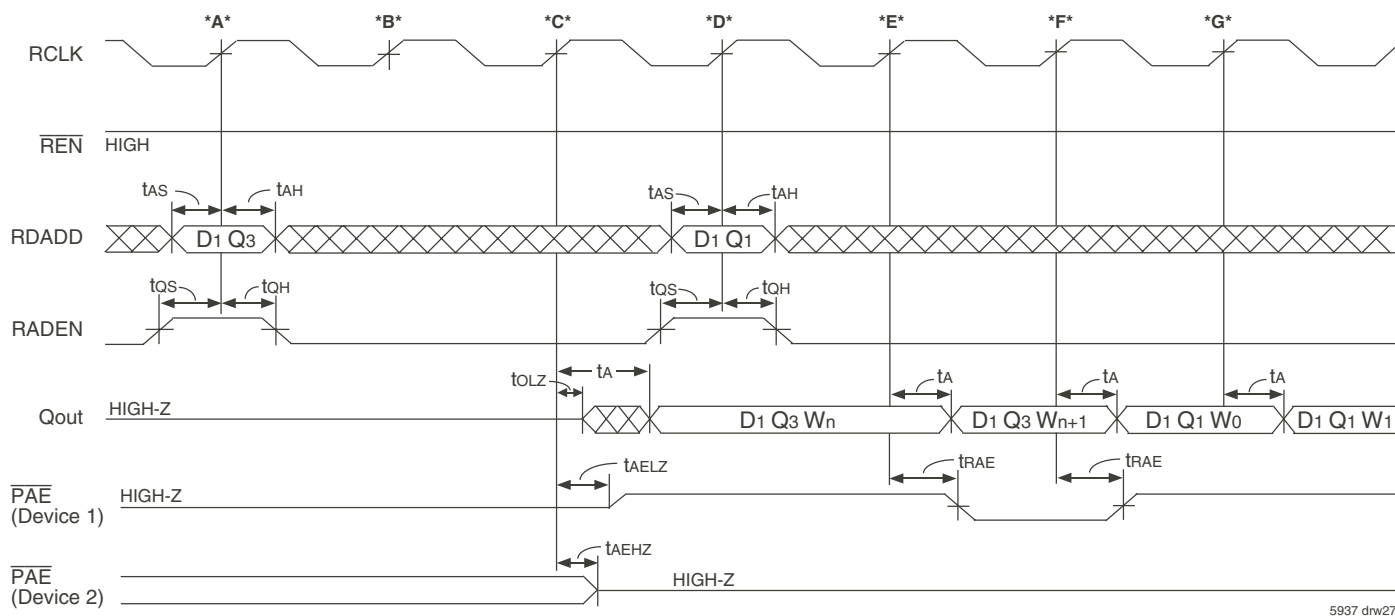 *A* *B* *C* *D* *E* *F* *G*
RCLK
REN HIGH
tAS tAH tAS tAH
RDADD D1 Q3 D1 Q1
tQS tQH tQS tQH
RADEN
tOLZ tA tA tA tA
Qout HIGH-Z D1 Q3 Wn D1 Q3 Wn+1 D1 Q1 W0 D1 Q1 W1
tAELZ tRAE tRAE
PAE HIGH-Z
(Device 1)
tAEHZ
PAE HIGH-Z
(Device 2)
5937 drw27